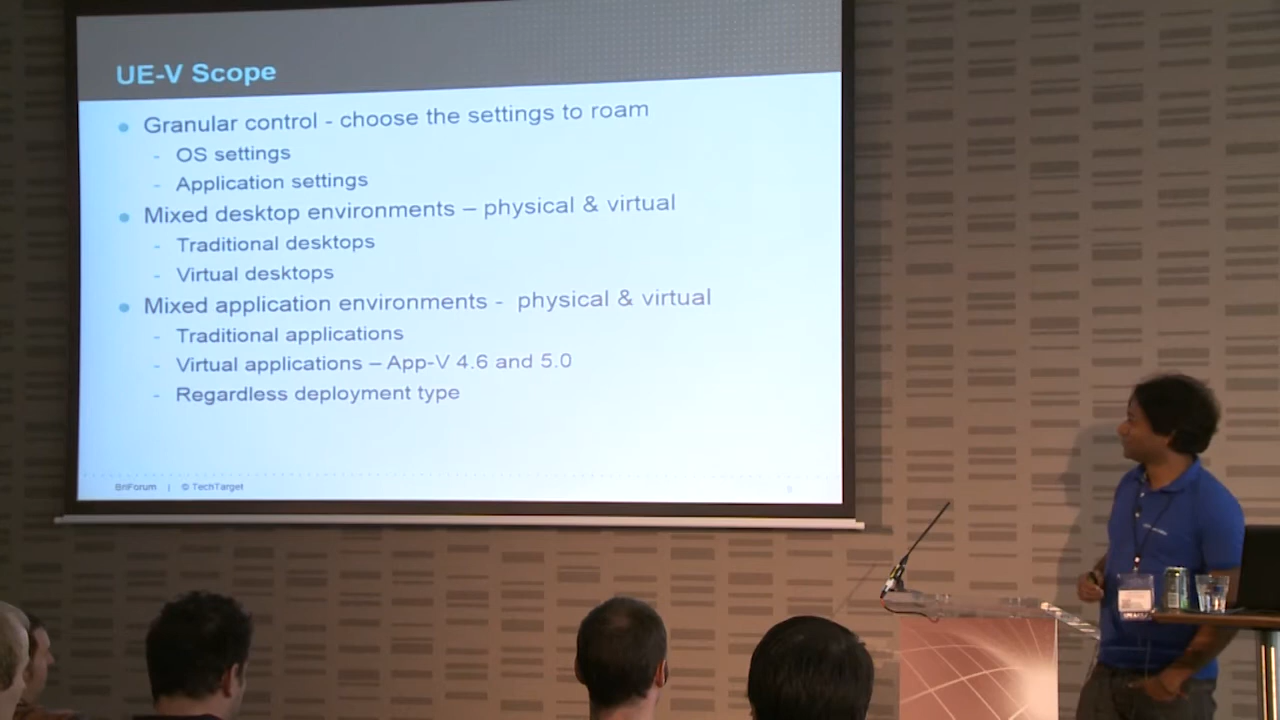 UE-V Scope
Granular control - choose the settings to roam
- OS settings
- Application settings
Mixed desktop environments – physical & virtual
- Traditional desktops
- Virtual desktops
Mixed application environments - physical & virtual
- Traditional applications
- Virtual applications – App-V 4.6 and 5.0
- Regardless deployment type
BriForum | © TechTarget